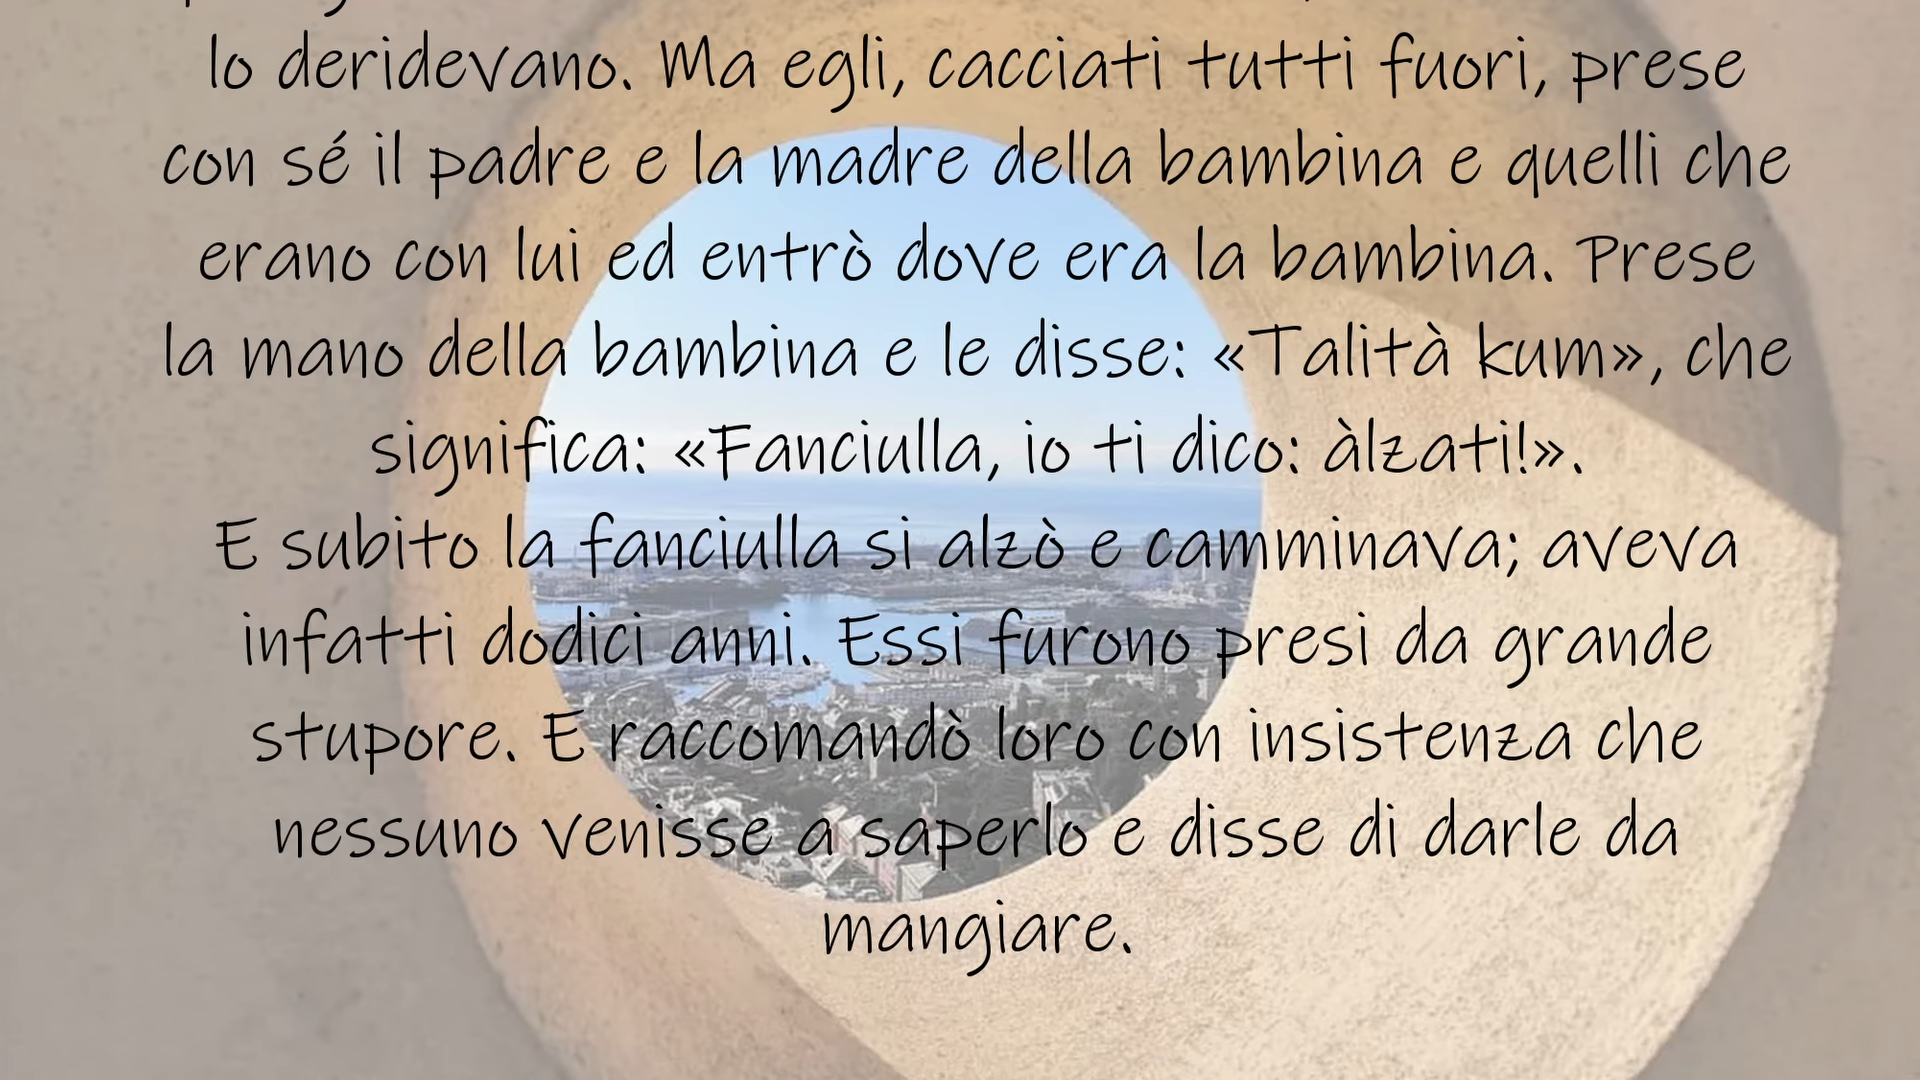 lo deridevano. Ma egli, cacciati tutti fuori, prese
con sé il padre e la madre della bambina e quelli che
erano con lui ed entrò dove era la bambina. Prese
la mano della bambina e le disse: «Talità kum», che
significa: «Fanciulla, io ti dico: àlzati!».
E subito la fanciulla si alzò e camminava; aveva
infatti dodici anni. Essi furono presi da grande
stupore. E raccomandò loro con insistenza che
nessuno venisse a saperlo e disse di darle da
mangiare.